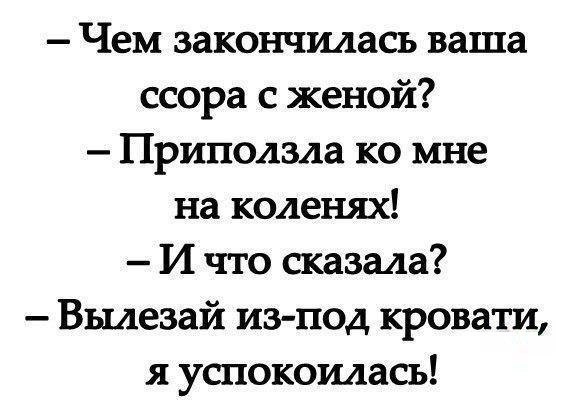 – Чем закончилась ваша
ссора с женой?
– Приползла ко мне
на коленях!
– И что сказала?
– Вылезай из-под кровати,
я успокоилась!